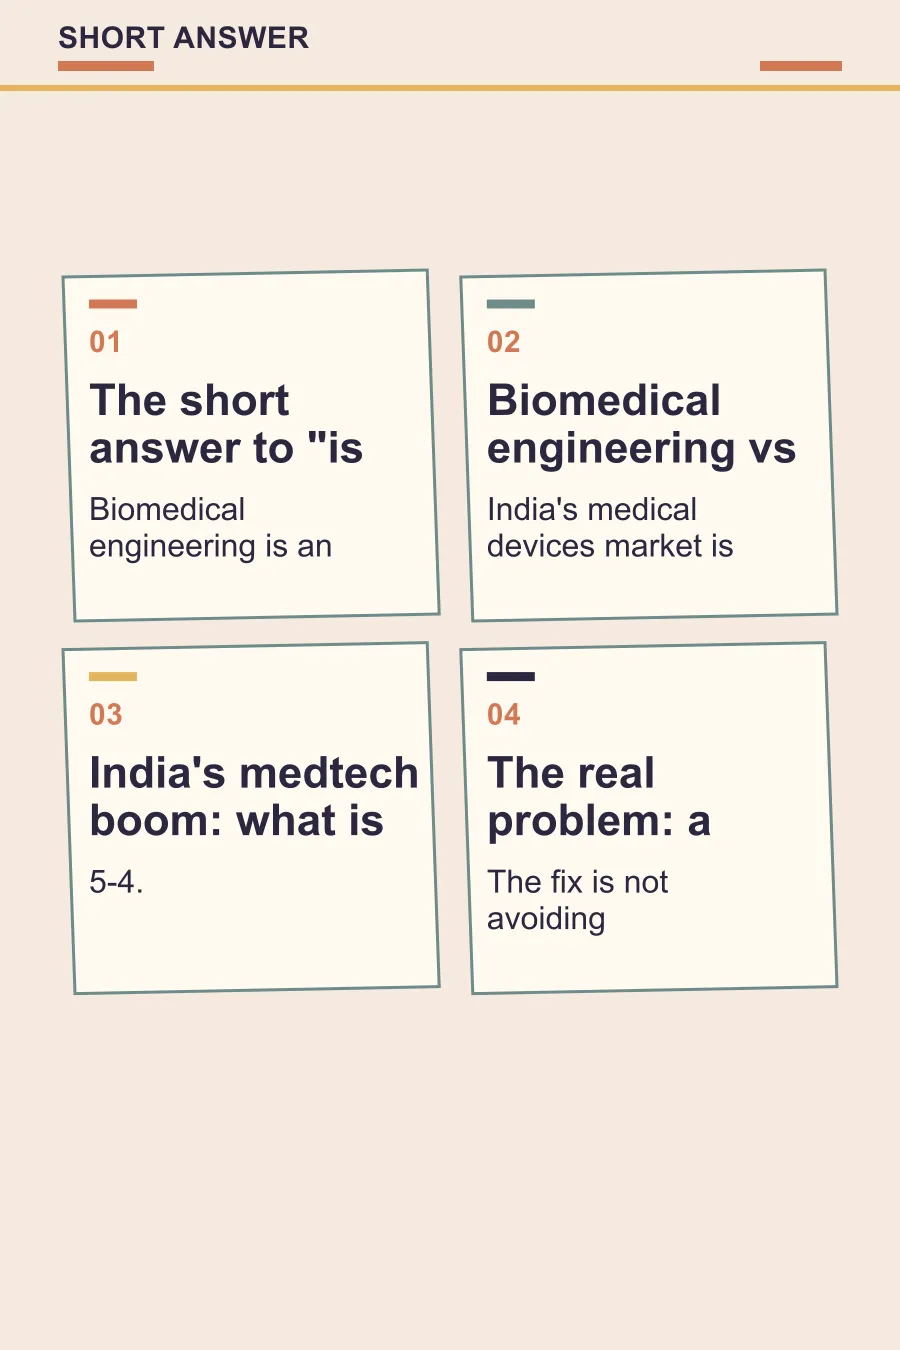 SHORT ANSWER
01
The short
answer to "is
Biomedical
engineering is an
02
Biomedical
engineering vs
India's medical
devices market is
03
India's medtech
boom: what is
5-4.
04
The real
problem: a
The fix is not
avoiding